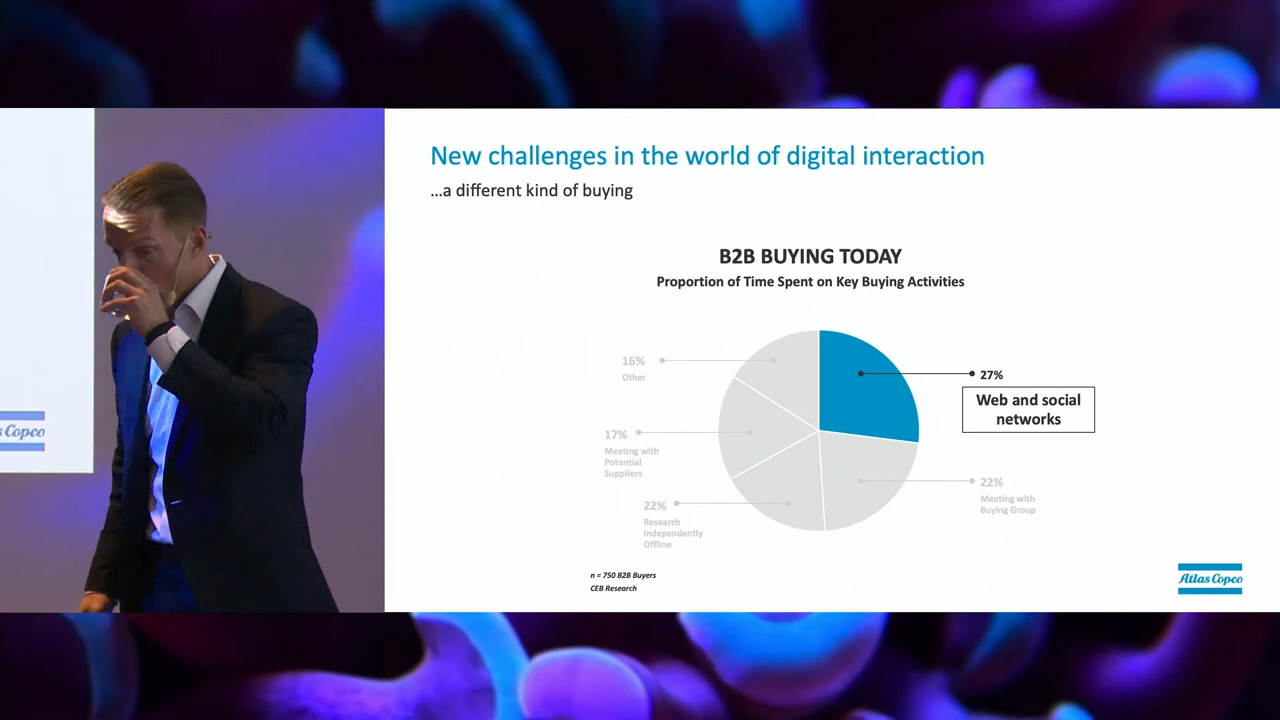 New challenges in the world of digital interaction
...a different kind of buying
B2B BUYING TODAY
Proportion of Time Spent on Key Buying Activities
16%
Other
27%
Web and social
networks
17%
Meeting with
Potential
Suppliers
22%
Meeting with
Buying Group
22%
Research
Independently
Offline
n = 750 B2B Buyers
CEB Research
Atlas Copco
s Copco